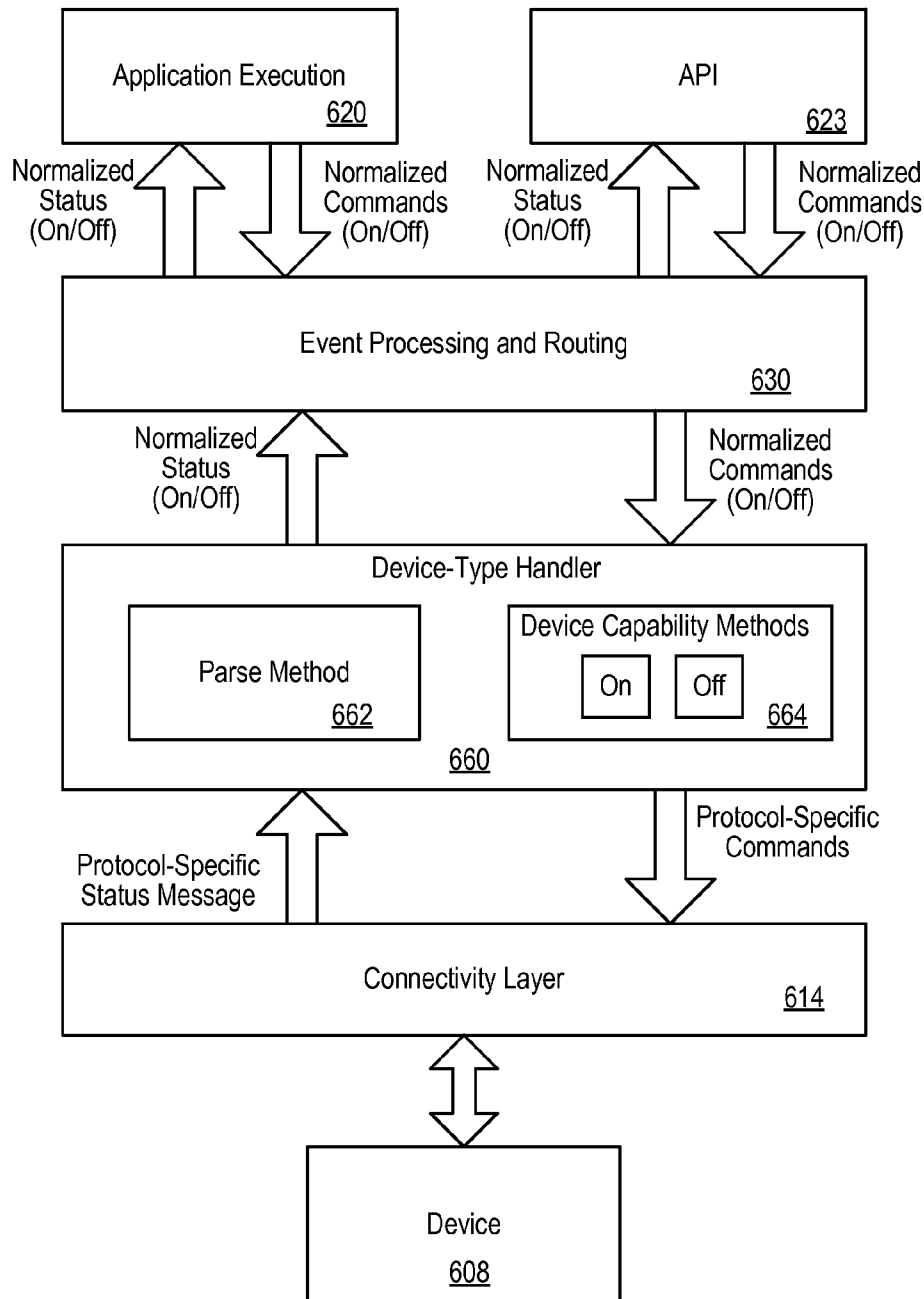 Application Execution
620
API
623
Normalized
Status
(On/Off)
Normalized
Commands
(On/Off)
Normalized
Status
(On/Off)
Normalized
Commands
(On/Off)
Event Processing and Routing
630
Normalized
Status
(On/Off)
Normalized
Commands
(On/Off)
Device-Type Handler
Parse Method
662
Device Capability Methods
On
Off
664
660
Protocol-Specific
Status Message
Protocol-Specific
Commands
Connectivity Layer
614
Device
608